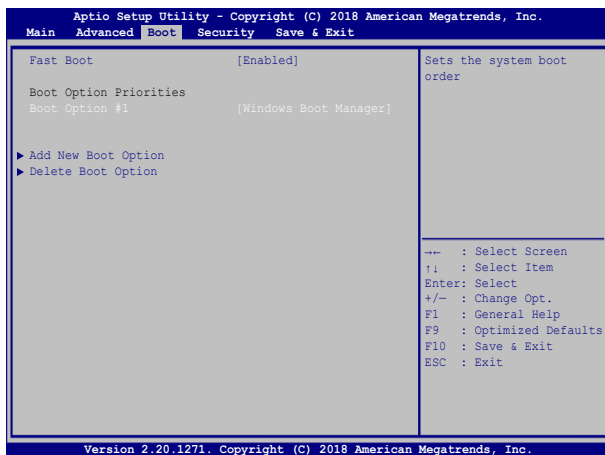 Aptio Setup Utility - Copyright (C) 2018 American Megatrends, Inc.
Main Advanced Boot Security Save & Exit
Fast Boot [Enabled]
Boot Option Priorities
Boot Option #1 [Windows Boot Manager]
▶ Add New Boot Option
▶ Delete Boot Option
Sets the system boot
order
→← : Select Screen
↑↓ : Select Item
Enter: Select
+/— : Change Opt.
F1 : General Help
F9 : Optimized Defaults
F10 : Save & Exit
ESC : Exit
Version 2.20.1271. Copyright (C) 2018 American Megatrends, Inc.